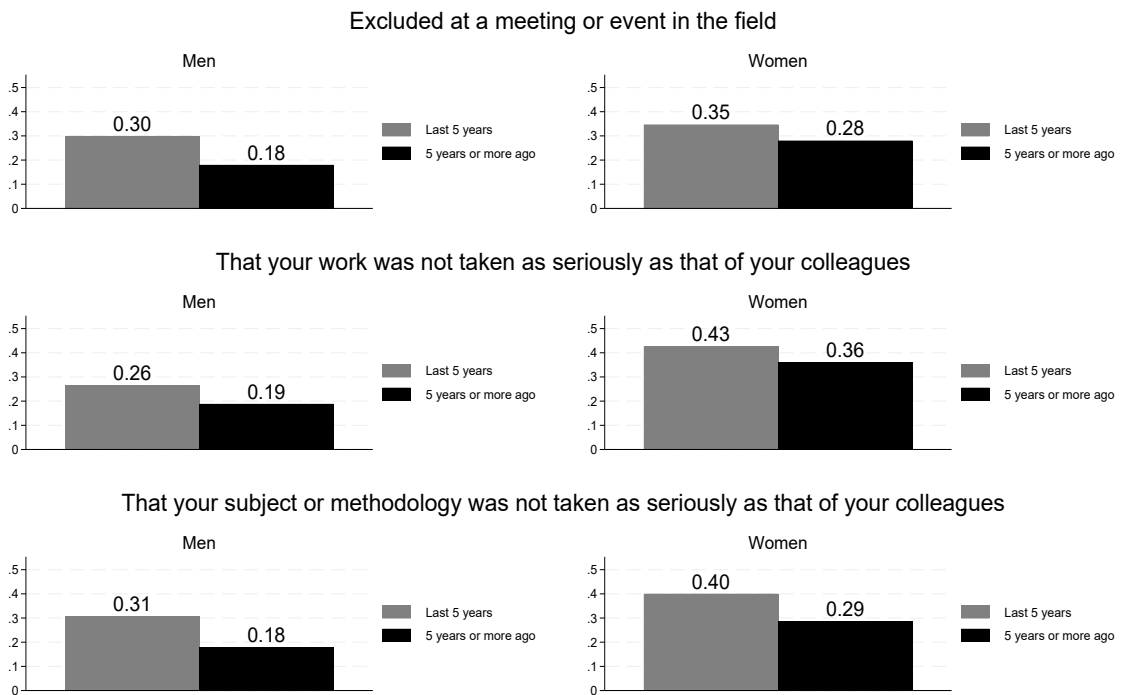 Excluded at a meeting or event in the field
Men
.5
.4
.3
.2
.1
0
0.30
0.18
Last 5 years
5 years or more ago
Women
.5
.4
.3
.2
.1
0
0.35
0.28
Last 5 years
5 years or more ago
That your work was not taken as seriously as that of your colleagues
Men
.5
.4
.3
.2
.1
0
0.26
0.19
Last 5 years
5 years or more ago
Women
.5
.4
.3
.2
.1
0
0.43
0.36
Last 5 years
5 years or more ago
That your subject or methodology was not taken as seriously as that of your colleagues
Men
.5
.4
.3
.2
.1
0
0.31
0.18
Last 5 years
5 years or more ago
Women
.5
.4
.3
.2
.1
0
0.40
0.29
Last 5 years
5 years or more ago